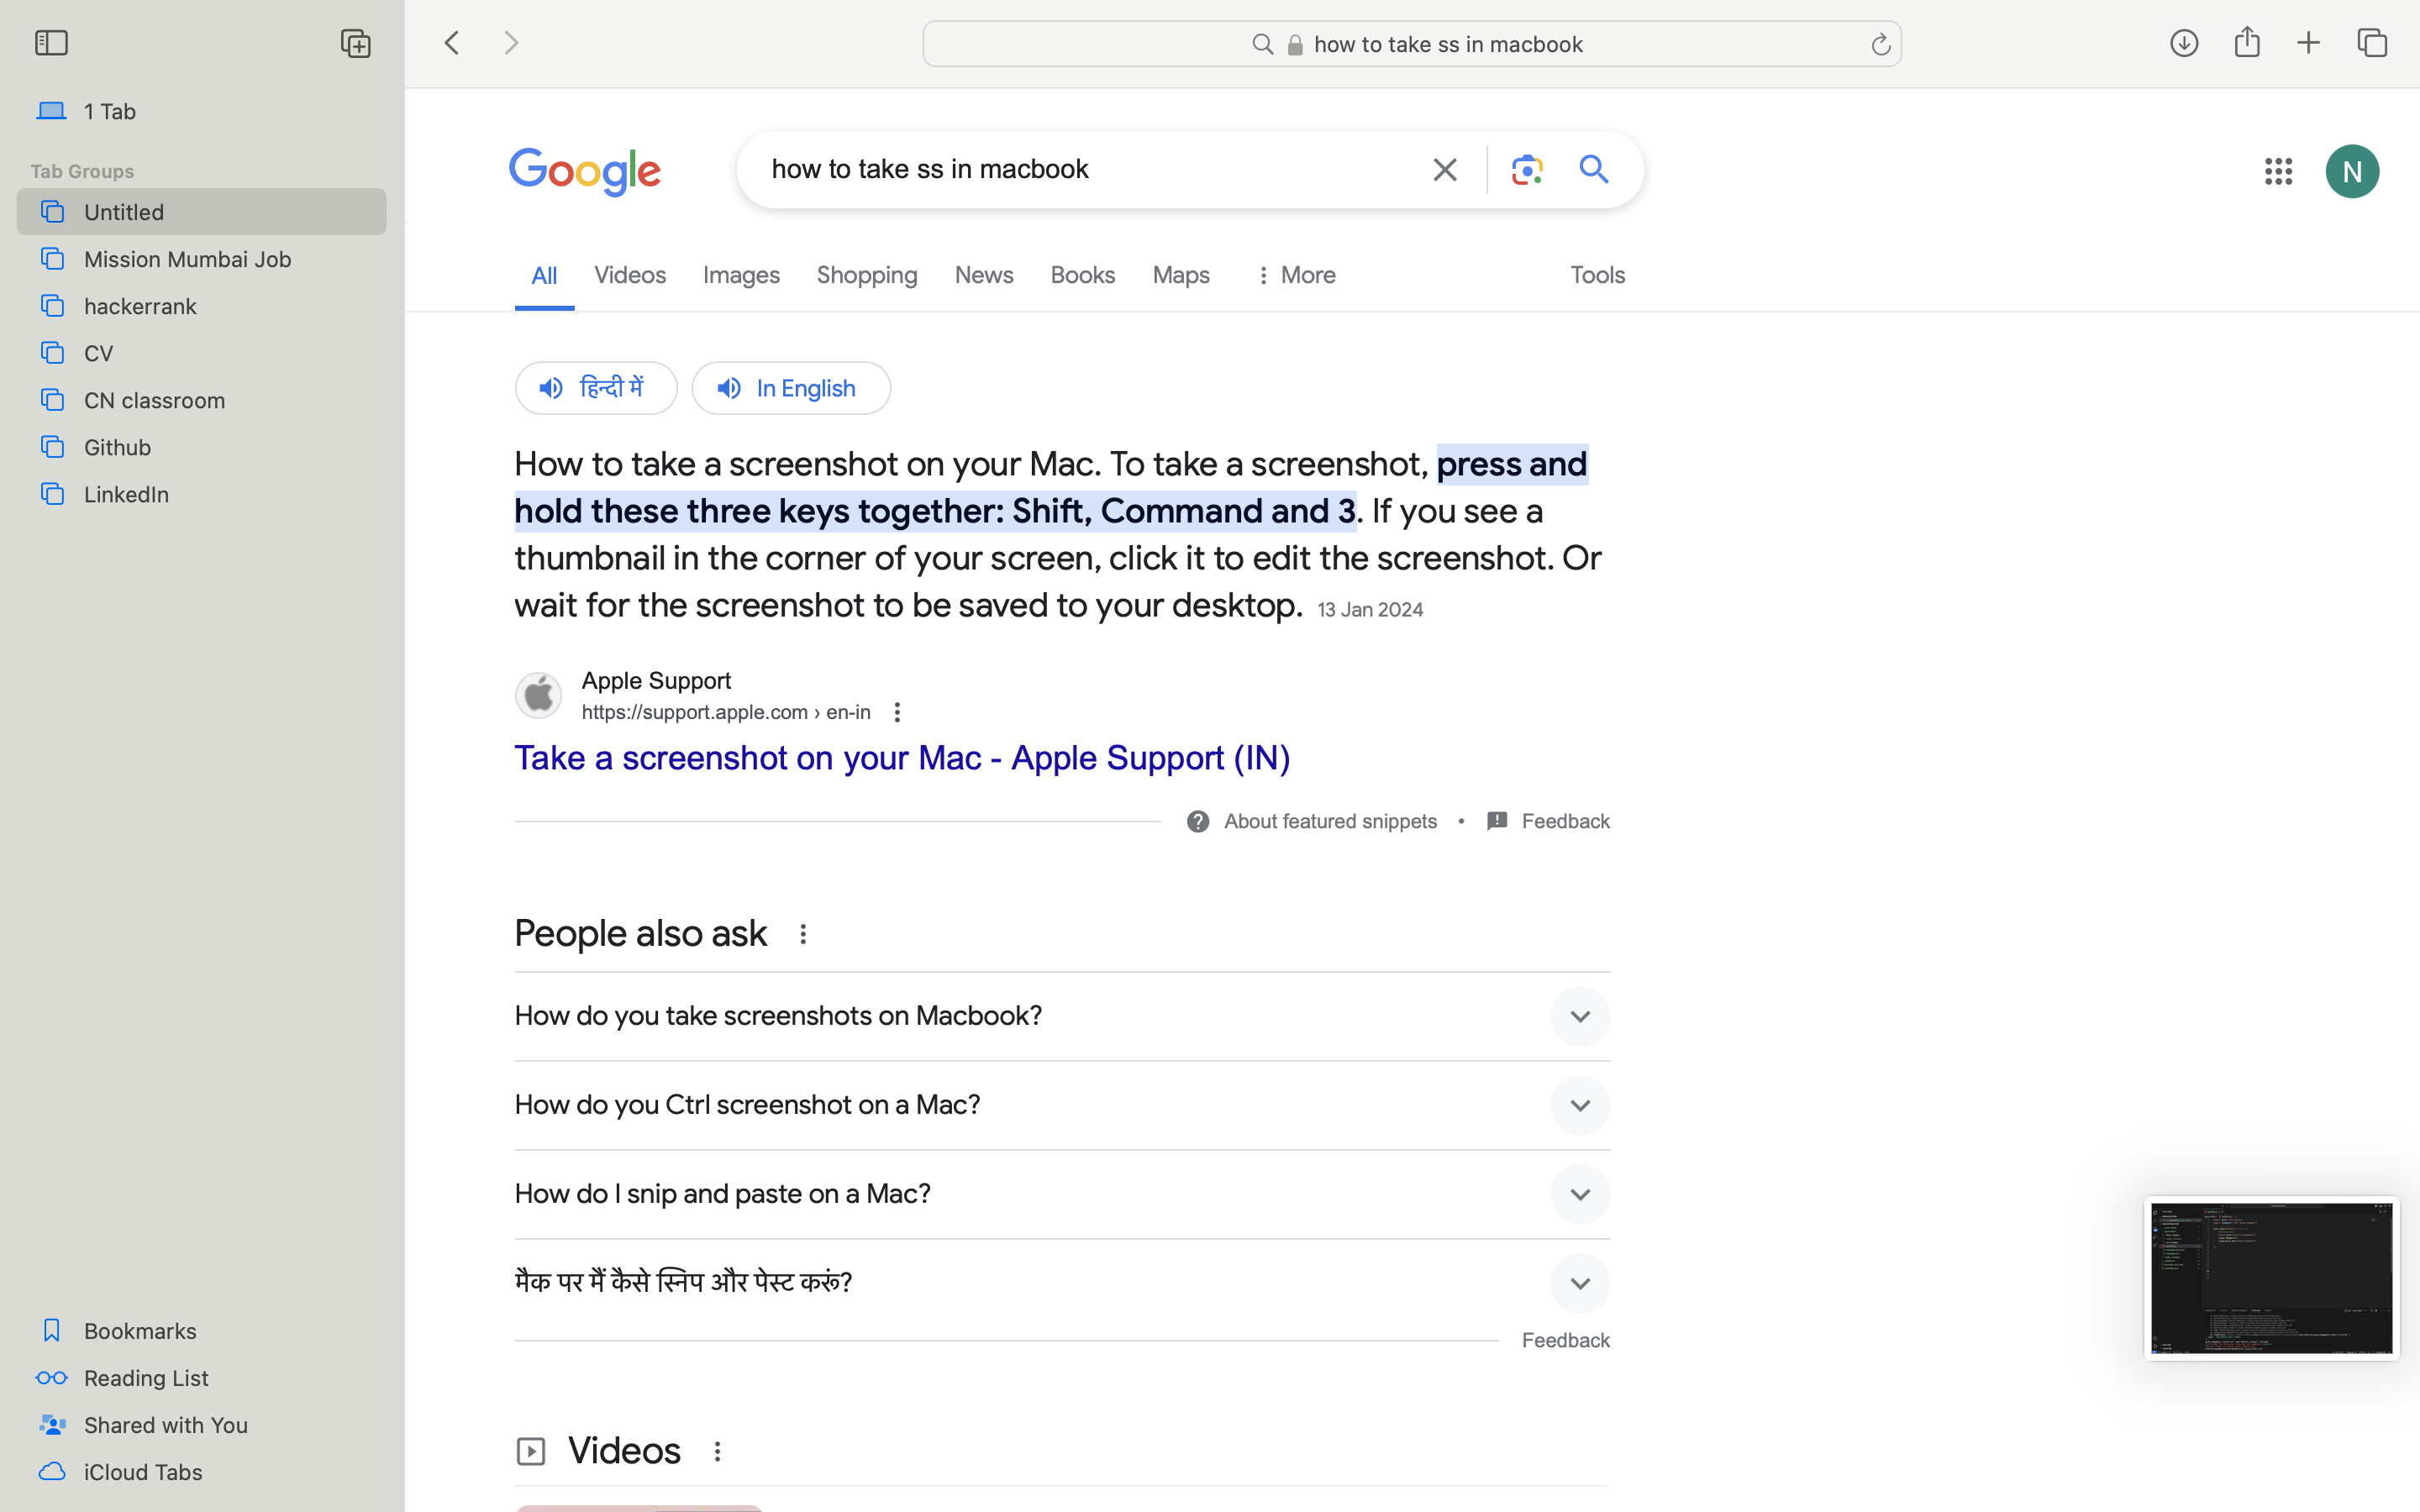 how to take ss in macbook
1 Tab
Tab Groups
Untitled
Mission Mumbai Job
hackerrank
CV
CN classroom
Github
LinkedIn
Bookmarks
Reading List
Shared with You
iCloud Tabs
Google
how to take ss in macbook
N
All Videos Images Shopping News Books Maps More Tools
हिन्दी में In English
How to take a screenshot on your Mac. To take a screenshot, press and
hold these three keys together: Shift, Command and 3. If you see a
thumbnail in the corner of your screen, click it to edit the screenshot. Or
wait for the screenshot to be saved to your desktop. 13 Jan 2024
Apple Support
https://support.apple.com › en-in
Take a screenshot on your Mac - Apple Support (IN)
About featured snippets • Feedback
People also ask
How do you take screenshots on Macbook?
How do you Ctrl screenshot on a Mac?
How do I snip and paste on a Mac?
मैक पर मैं कैसे स्निप और पेस्ट करूं?
Feedback
Videos